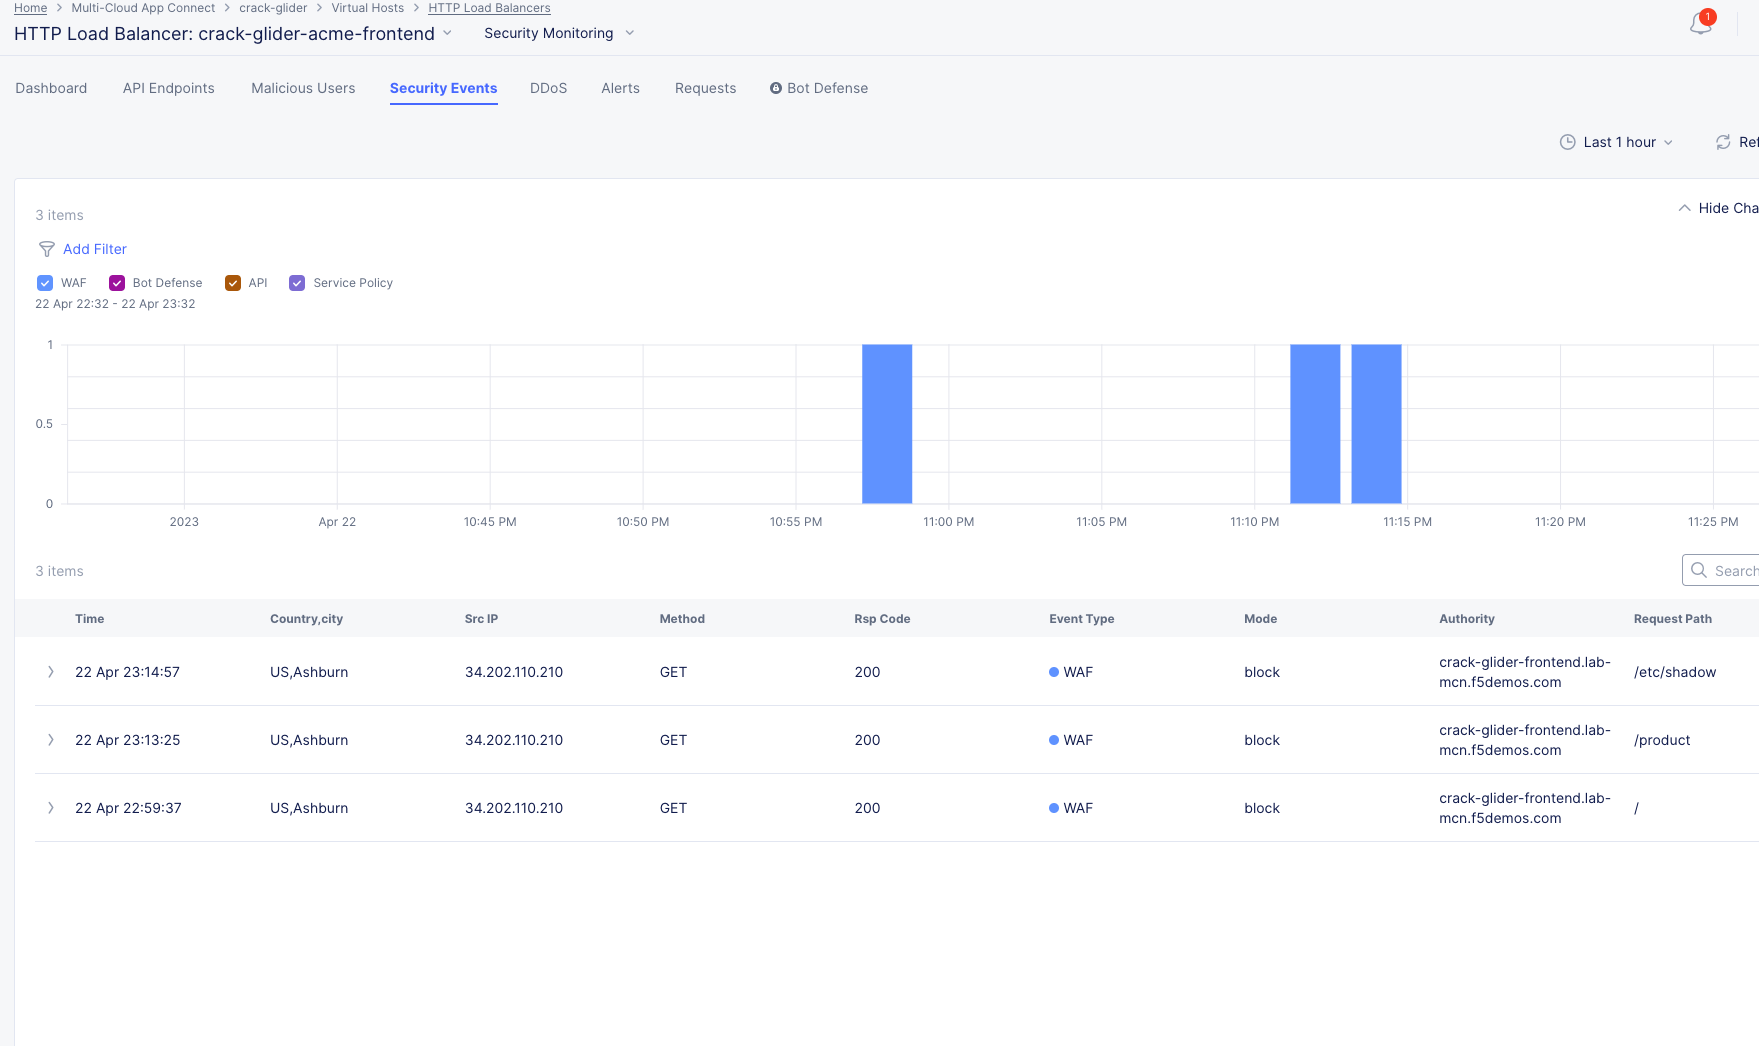 Home > Multi-Cloud App Connect > crack-glider > Virtual Hosts > HTTP Load Balancers
HTTP Load Balancer: crack-glider-acme-frontend Security Monitoring
1
Dashboard API Endpoints Malicious Users Security Events DDoS Alerts Requests Bot Defense
Last 1 hour Ref
3 items
Hide Cha
Add Filter
WAF Bot Defense API Service Policy
22 Apr 22:32 - 22 Apr 23:32
1
0.5
0
2023 Apr 22 10:45 PM 10:50 PM 10:55 PM 11:00 PM 11:05 PM 11:10 PM 11:15 PM 11:20 PM 11:25 PM
3 items
Search
Time Country,city Src IP Method Rsp Code Event Type Mode Authority Request Path
22 Apr 23:14:57 US,Ashburn 34.202.110.210 GET 200 WAF block crack-glider-frontend.lab-
mcn.f5demos.com /etc/shadow
22 Apr 23:13:25 US,Ashburn 34.202.110.210 GET 200 WAF block crack-glider-frontend.lab-
mcn.f5demos.com /product
22 Apr 22:59:37 US,Ashburn 34.202.110.210 GET 200 WAF block crack-glider-frontend.lab-
mcn.f5demos.com /